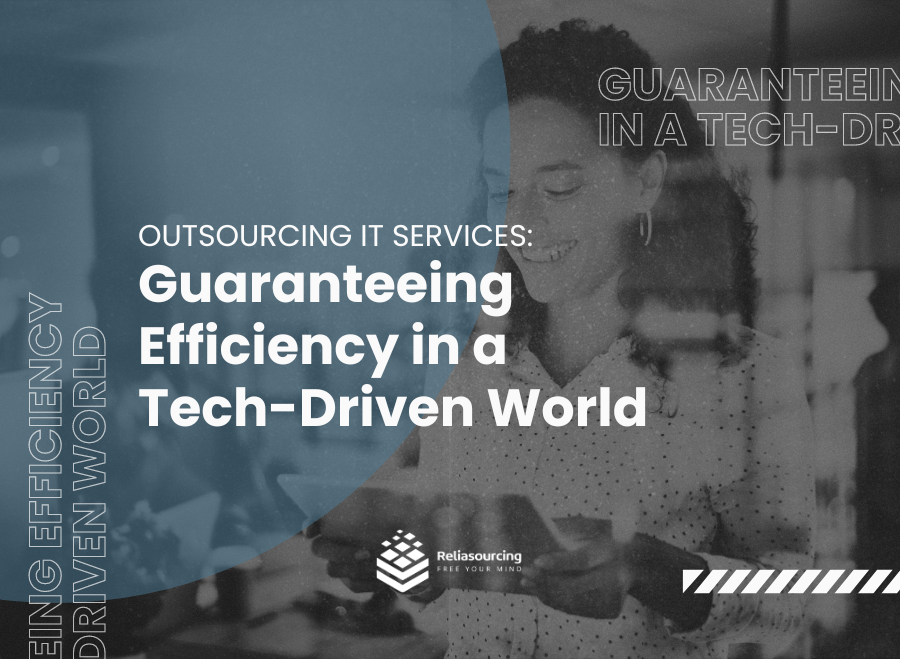 GUARANTEEIN
IN A TECH-DR
OUTSOURCING IT SERVICES:
Guaranteeing
Efficiency in a
Tech-Driven World
EING EFFICIENCY
DRIVEN WORLD
Reliasourcing
FREE YOUR MIND